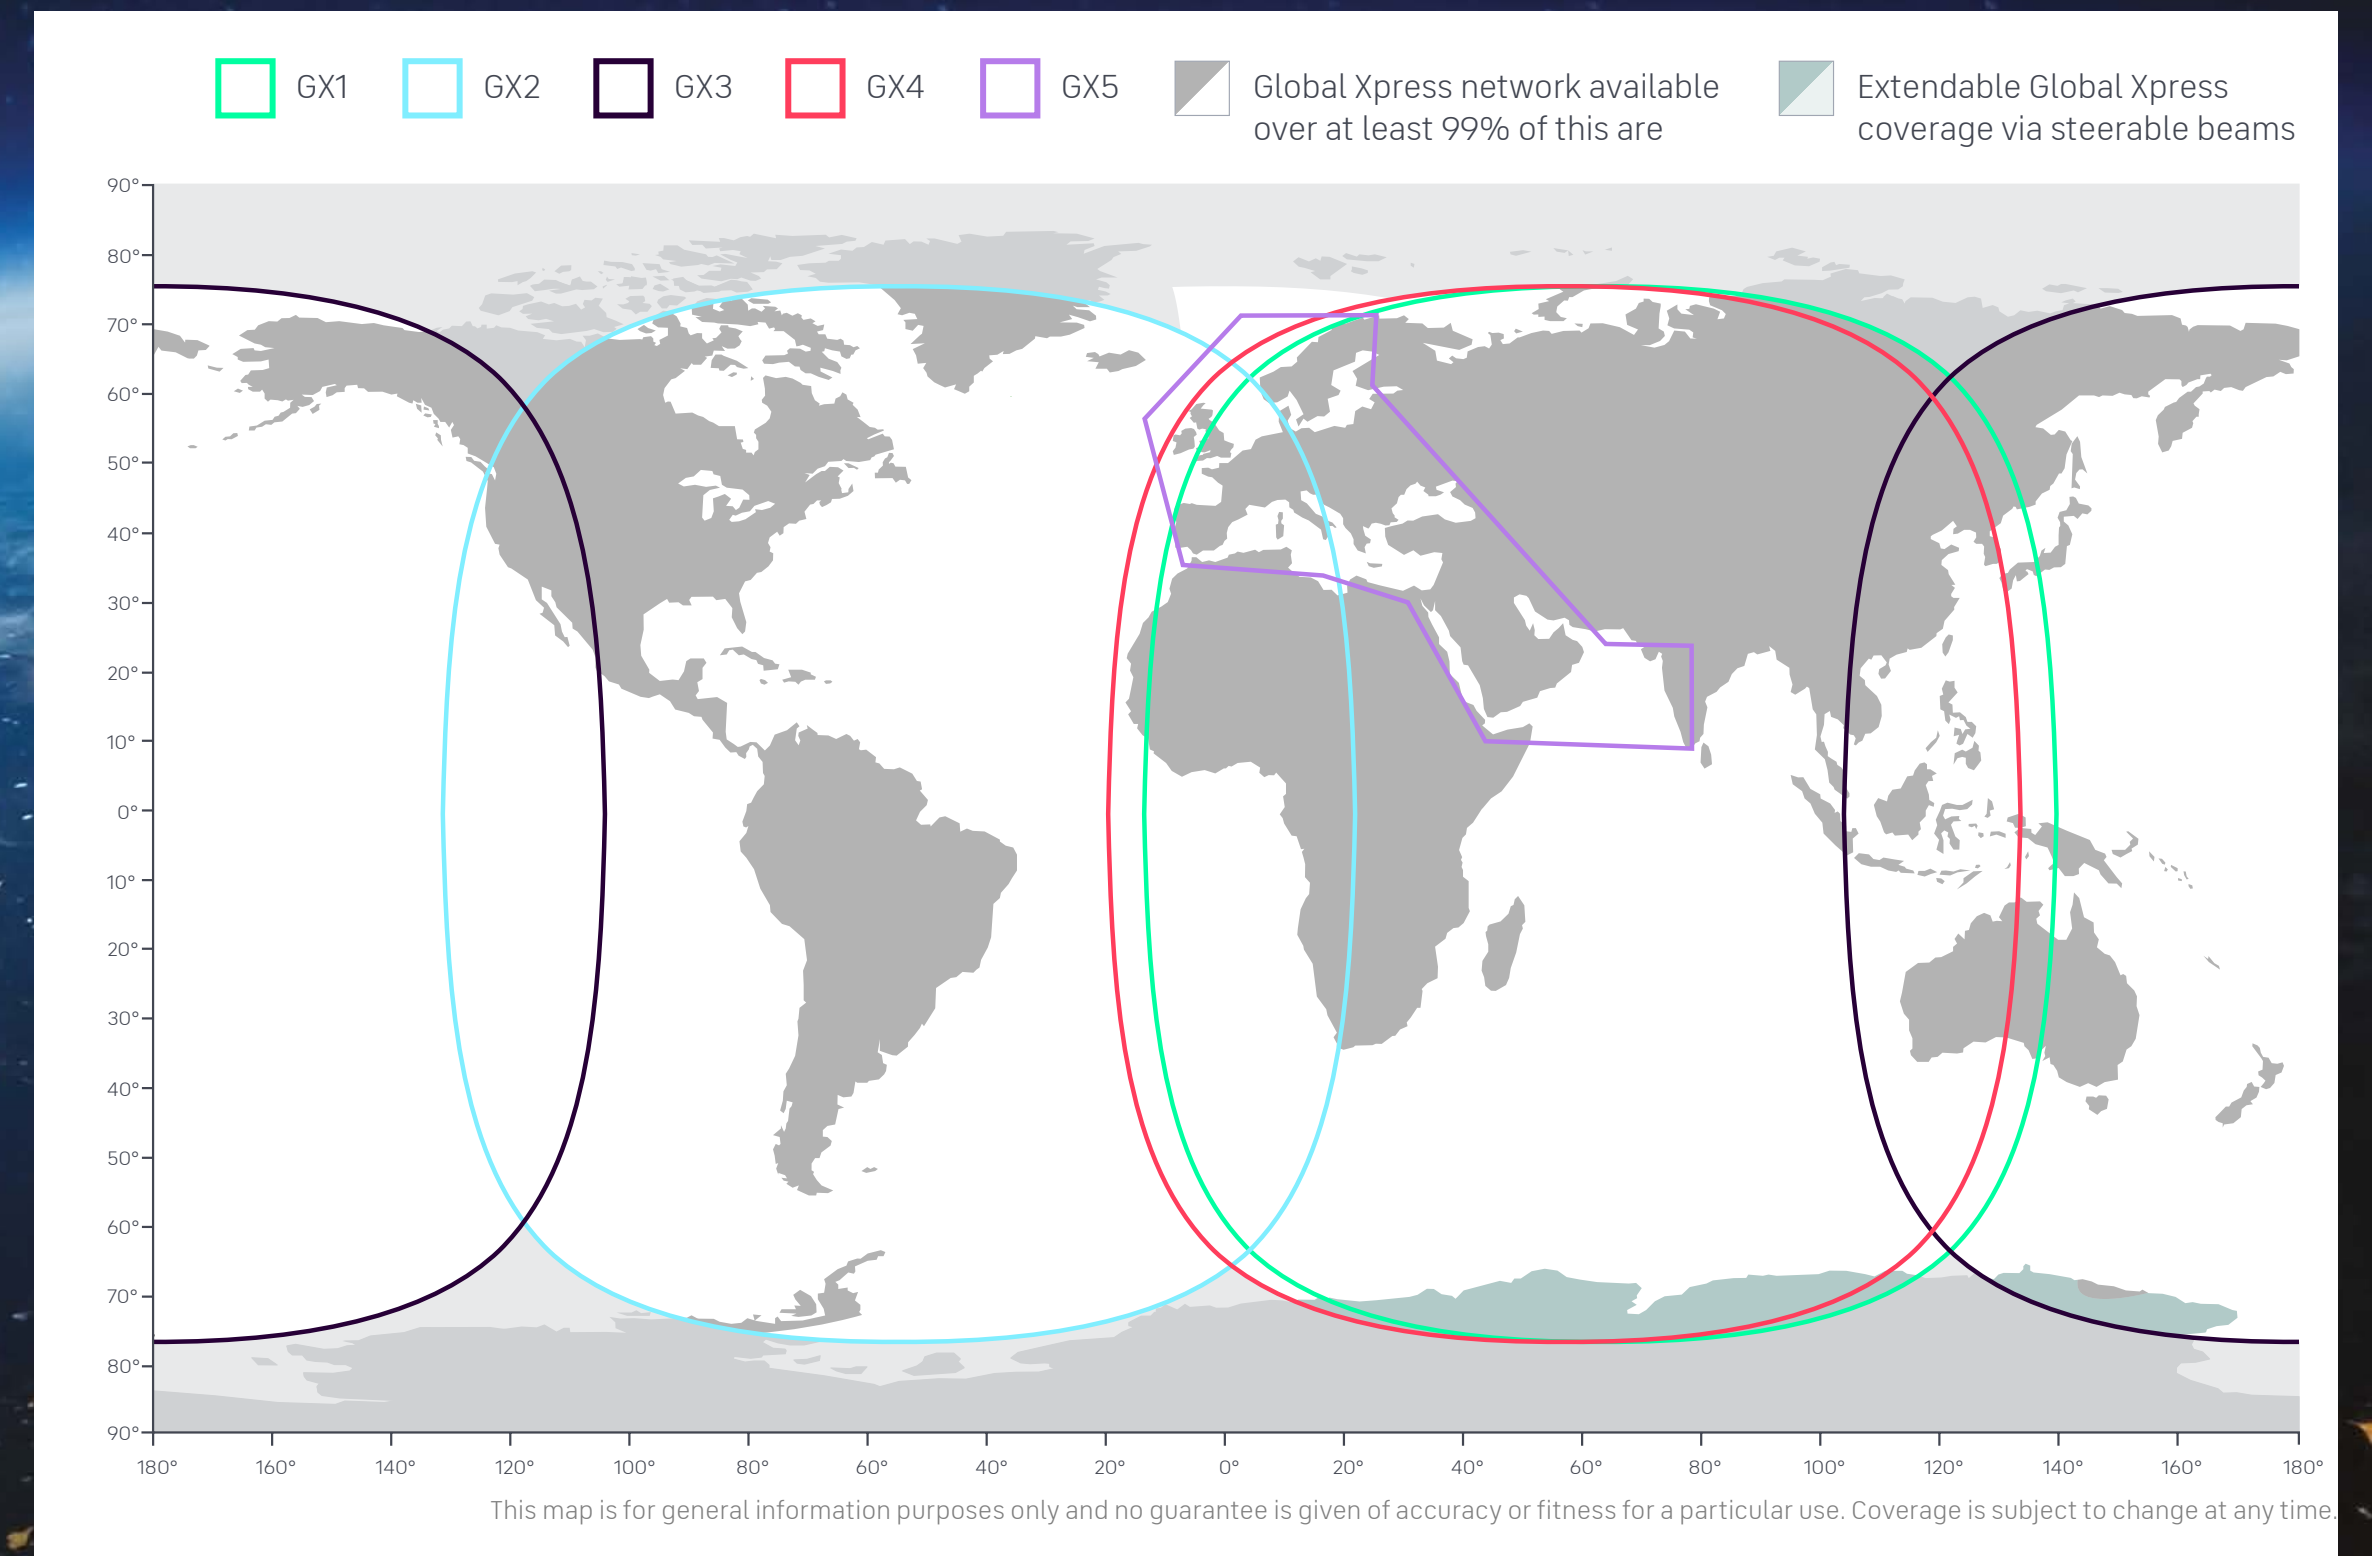 GX1
GX2
GX3
GX4
GX5
Global Xpress network available
over at least 99% of this are
Extendable Global Xpress
coverage via steerable beams
90°
80°
70°
60°
50°
40°
30°
20°
10°
0°
10°
20°
30°
40°
50°
60°
70°
80°
90°
180° 160° 140° 120° 100° 80° 60° 40° 20° 0° 20° 40° 60° 80° 100° 120° 140° 160° 180°
This map is for general information purposes only and no guarantee is given of accuracy or fitness for a particular use. Coverage is subject to change at any time.